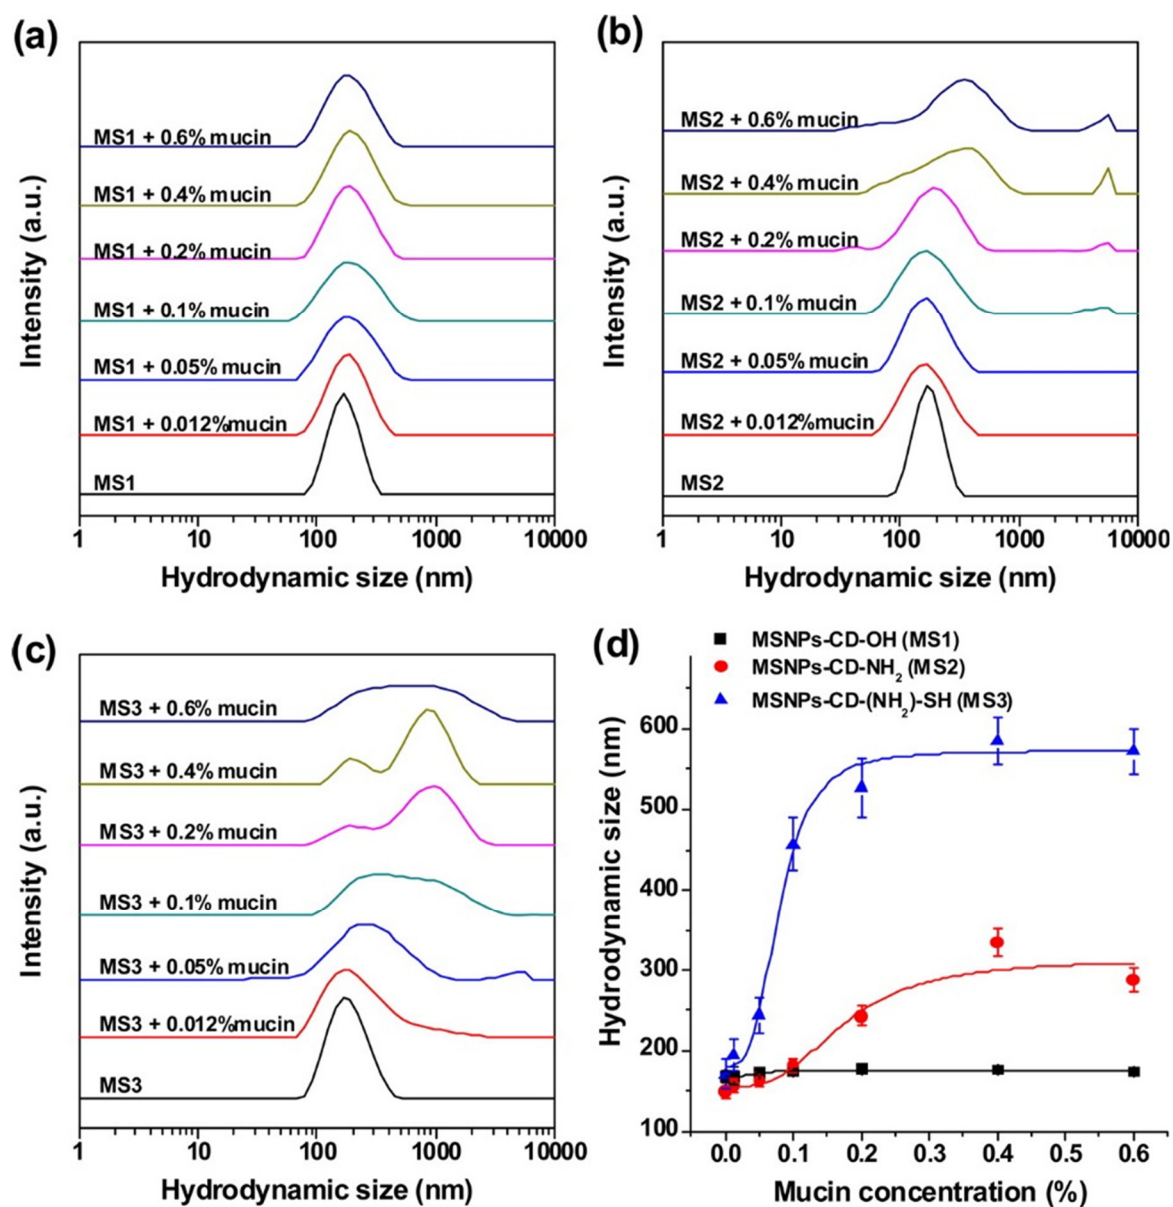 (a)
Intensity (a.u.)
MS1 + 0.6% mucin
MS1 + 0.4% mucin
MS1 + 0.2% mucin
MS1 + 0.1% mucin
MS1 + 0.05% mucin
MS1 + 0.012%mucin
MS1
1 10 100 1000 10000
Hydrodynamic size (nm)
(b)
Intensity (a.u.)
MS2 + 0.6% mucin
MS2 + 0.4% mucin
MS2 + 0.2% mucin
MS2 + 0.1% mucin
MS2 + 0.05% mucin
MS2 + 0.012%mucin
MS2
1 10 100 1000 10000
Hydrodynamic size (nm)
(c)
Intensity (a.u.)
MS3 + 0.6% mucin
MS3 + 0.4% mucin
MS3 + 0.2% mucin
MS3 + 0.1% mucin
MS3 + 0.05% mucin
MS3 + 0.012%mucin
MS3
1 10 100 1000 10000
Hydrodynamic size (nm)
(d)
MSNPs-CD-OH (MS1)
MSNPs-CD-NH₂ (MS2)
MSNPs-CD-(NH₂)-SH (MS3)
Hydrodynamic size (nm)
600
500
400
300
200
100
0.0 0.1 0.2 0.3 0.4 0.5 0.6
Mucin concentration (%)